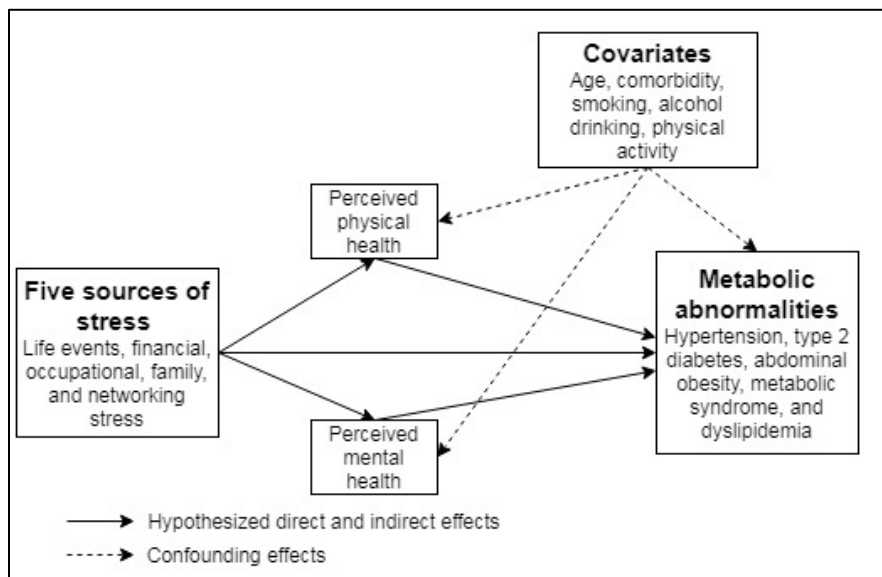 Covariates
Age, comorbidity,
smoking, alcohol
drinking, physical
activity
Perceived
physical
health
Five sources of
stress
Life events, financial,
occupational, family,
and networking
stress
Metabolic
abnormalities
Hypertension, type 2
diabetes, abdominal
obesity, metabolic
syndrome, and
dyslipidemia
Perceived
mental
health
Hypothesized direct and indirect effects
Confounding effects